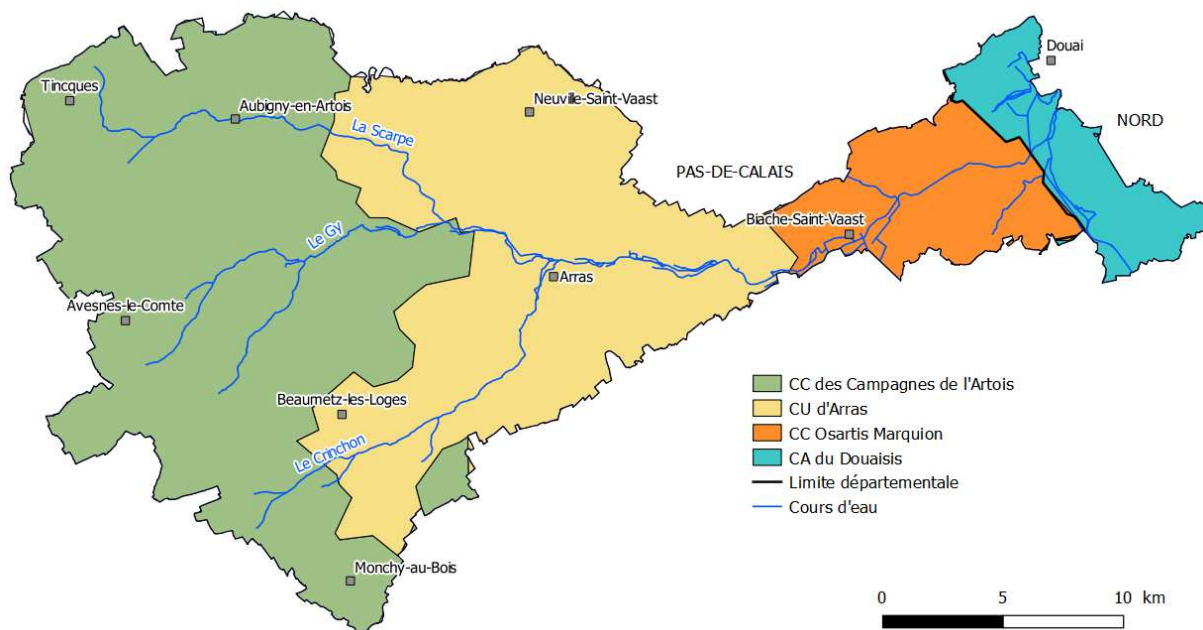 Douai
Tincques
Neuville-Saint-Vaast
Aubigny-en-Artois
NORD
La Scarpe
PAS-DE-CALAIS
Biache-Saint-Vaast
Le Gy
Arras
Avesnes-le-Comte
CC des Campagnes de l'Artois
Beaumetz-les-Loges
CU d'Arras
CC Osartis Marquion
Le Crinchon
CA du Douaisis
Limite départementale
Cours d'eau
Monchy-au-Bois
0 5 10 km